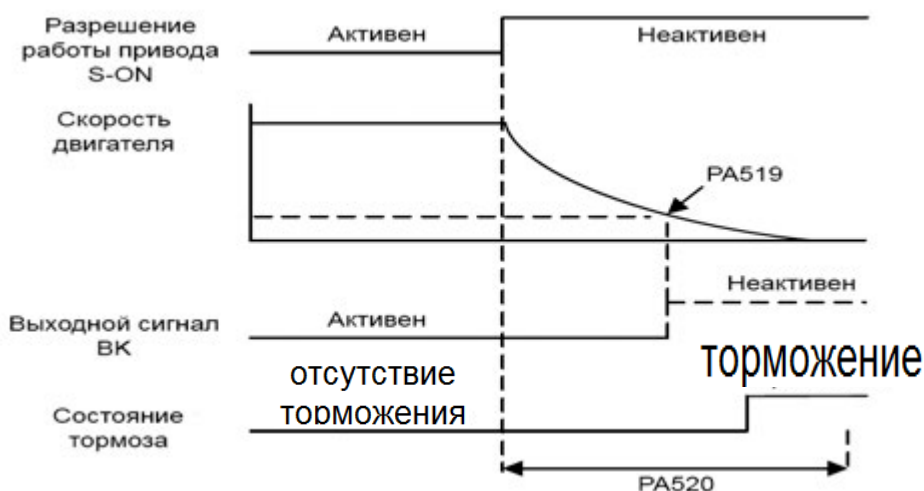 Разрешение
работы привода
S-ON
Активен
Неактивен
Скорость
двигателя
PA519
Неактивен
Выходной сигнал
BK
Активен
торможение
отсутствие
торможения
Состояние
тормоза
PA520